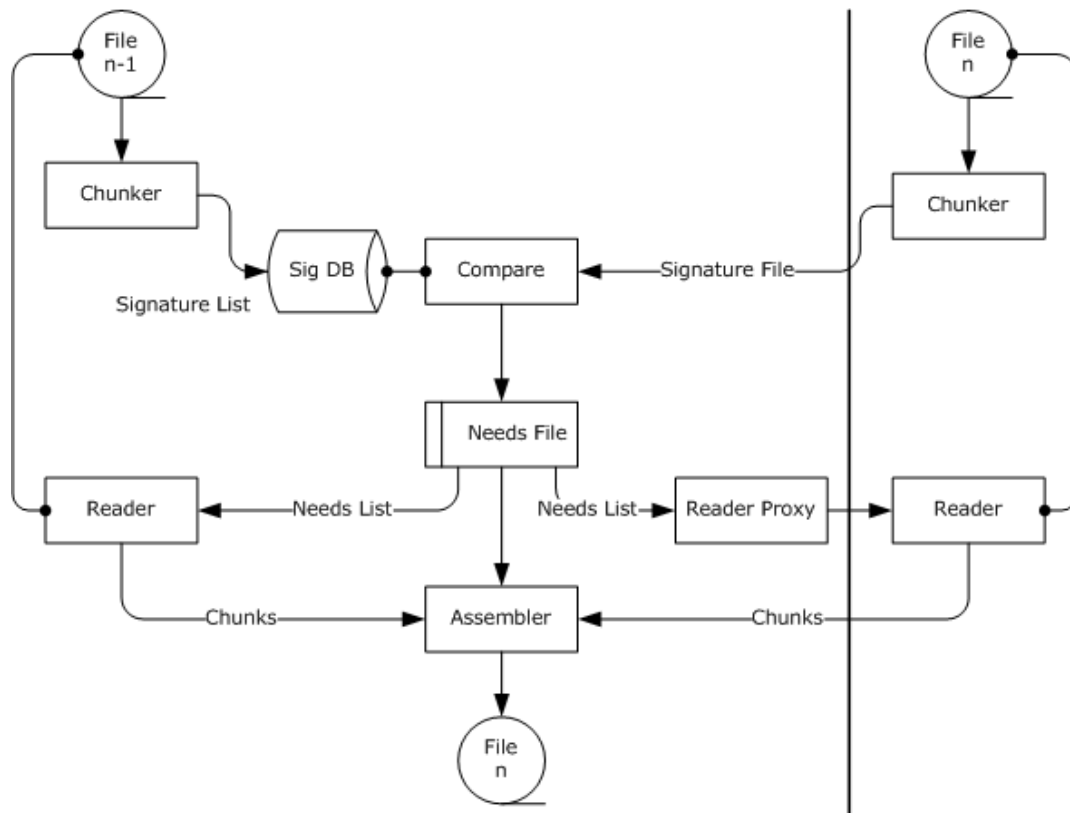 File
n-1
File
n
Chunker
Chunker
Sig DB
Compare
Signature File
Signature List
Needs File
Reader
Needs List
Needs List
Reader Proxy
Reader
Chunks
Assembler
Chunks
File
n